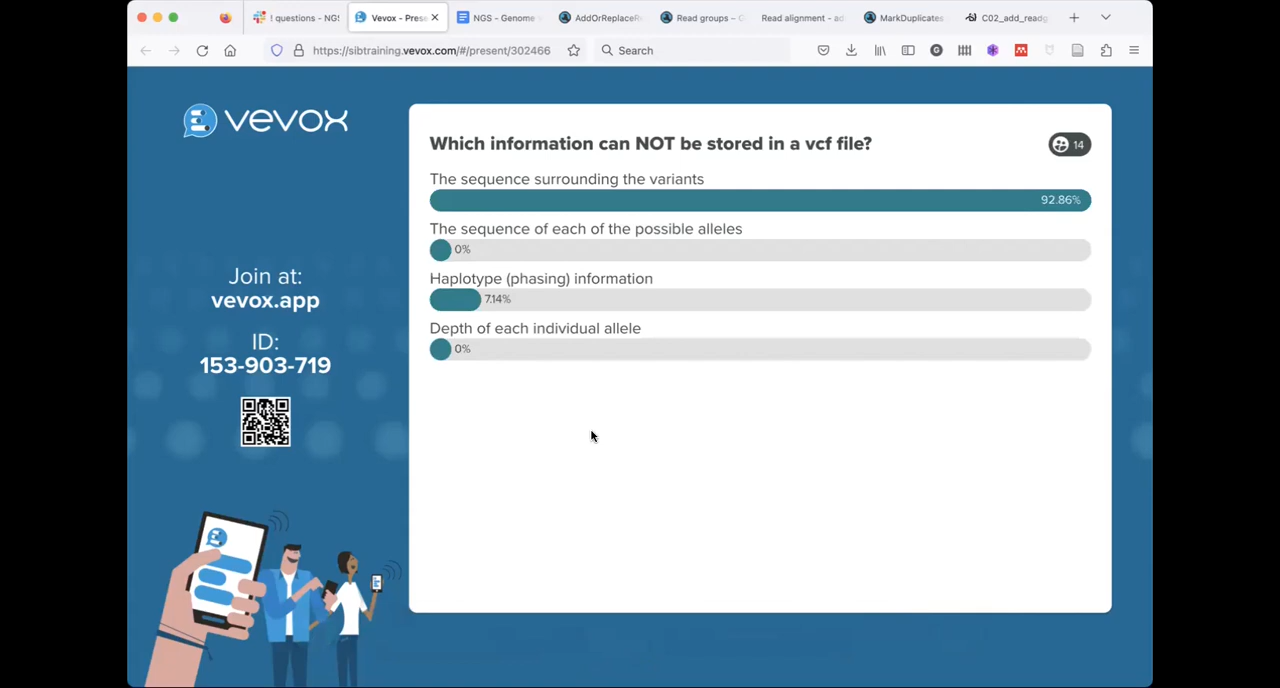 ! questions - NG!
Vevox - Pres
NGS - Genome
AddOrReplaceR
Read groups – G
Read alignment - ad
MarkDuplicates
C02_add_readg
https://sibtraining.vevox.com/#/present/302466
Search
vevox
Which information can NOT be stored in a vcf file?
14
The sequence surrounding the variants
92.86%
The sequence of each of the possible alleles
0%
Haplotype (phasing) information
7.14%
Depth of each individual allele
0%
Join at:
vevox.app
ID:
153-903-719